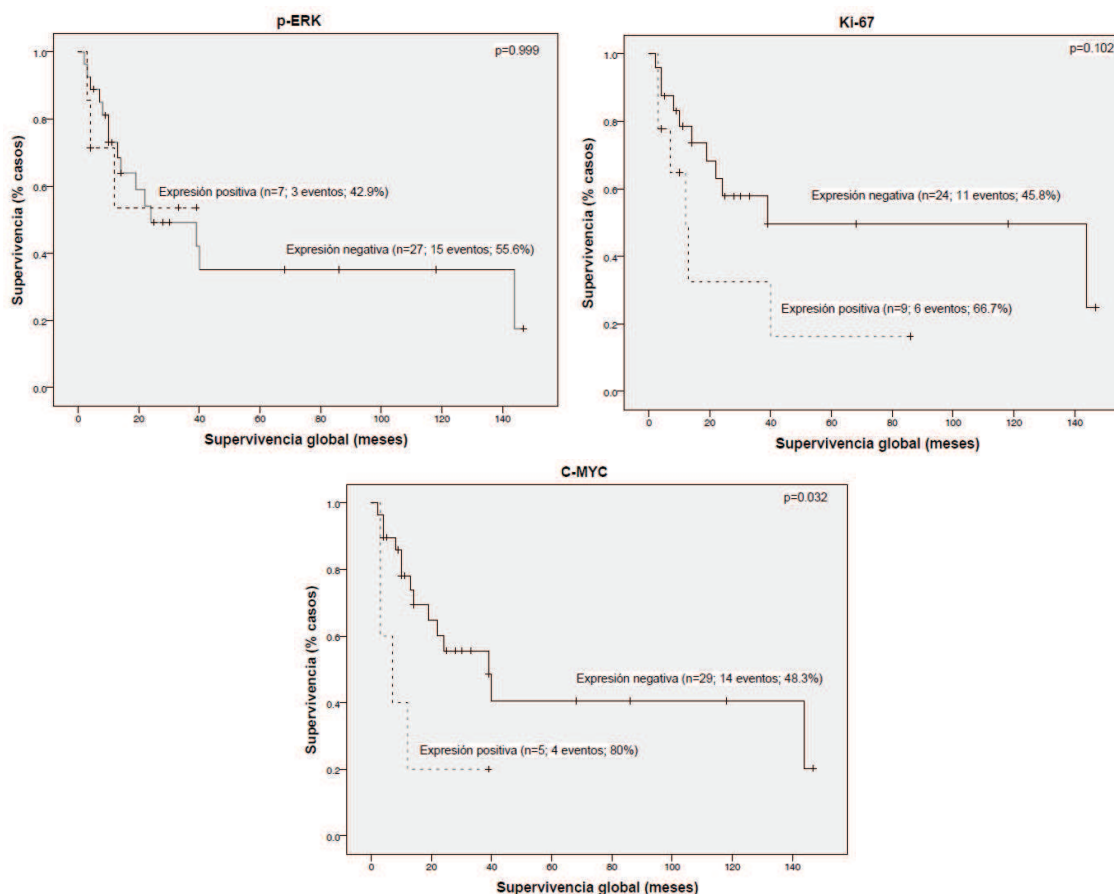 p-ERK
p=0.999
Supervivencia (% casos)
1.0
0.8
0.6
0.4
0.2
0.0
Expresión positiva (n=7; 3 eventos; 42.9%)
Expresión negativa (n=27; 15 eventos; 55.6%)
0 20 40 60 80 100 120 140
Supervivencia global (meses)
Ki-67
p=0.102
Supervivencia (% casos)
1.0
0.8
0.6
0.4
0.2
0.0
Expresión negativa (n=24; 11 eventos; 45.8%)
Expresión positiva (n=9; 6 eventos; 66.7%)
0 20 40 60 80 100 120 140
Supervivencia global (meses)
C-MYC
p=0.032
Supervivencia (% casos)
1.0
0.8
0.6
0.4
0.2
0.0
Expresión negativa (n=29; 14 eventos; 48.3%)
Expresión positiva (n=5; 4 eventos; 80%)
0 20 40 60 80 100 120 140
Supervivencia global (meses)